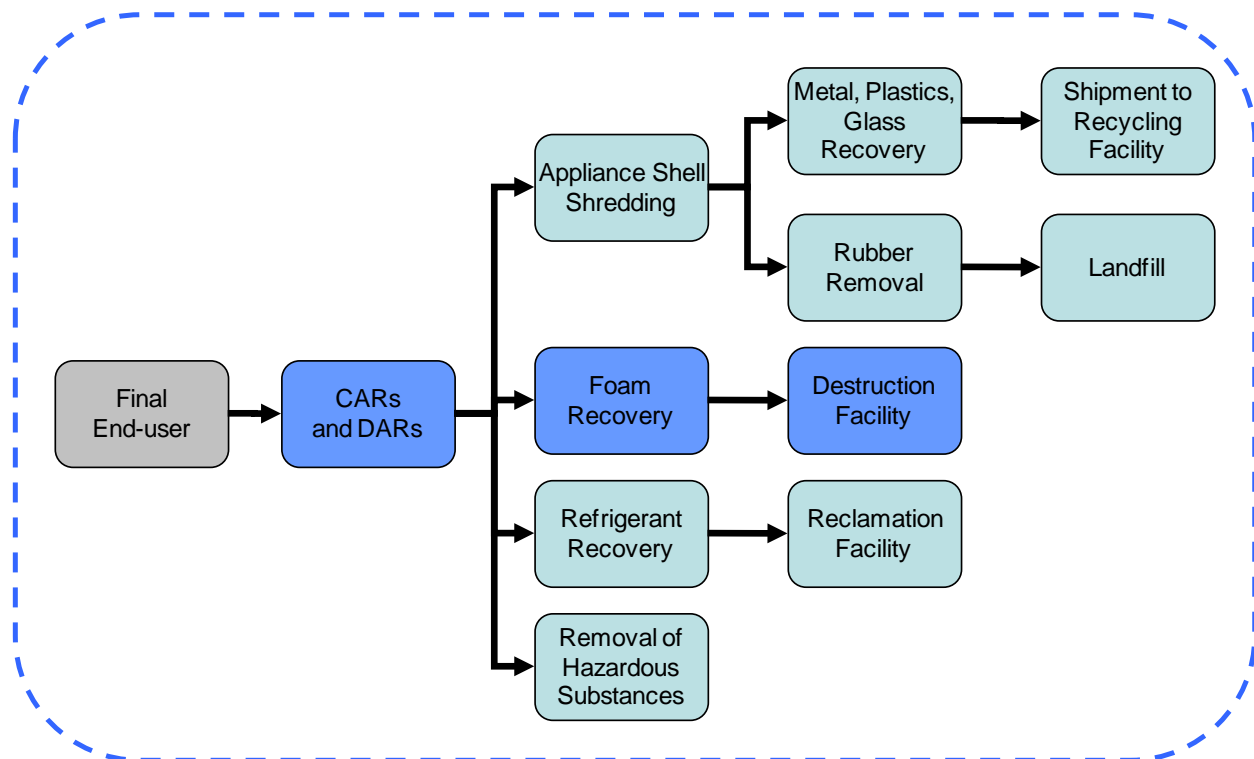 Metal, Plastics,
Glass
Recovery
Shipment to
Recycling
Facility
Appliance Shell
Shredding
Rubber
Removal
Landfill
Final
End-user
CARs
and DARs
Foam
Recovery
Destruction
Facility
Refrigerant
Recovery
Reclamation
Facility
Removal of
Hazardous
Substances